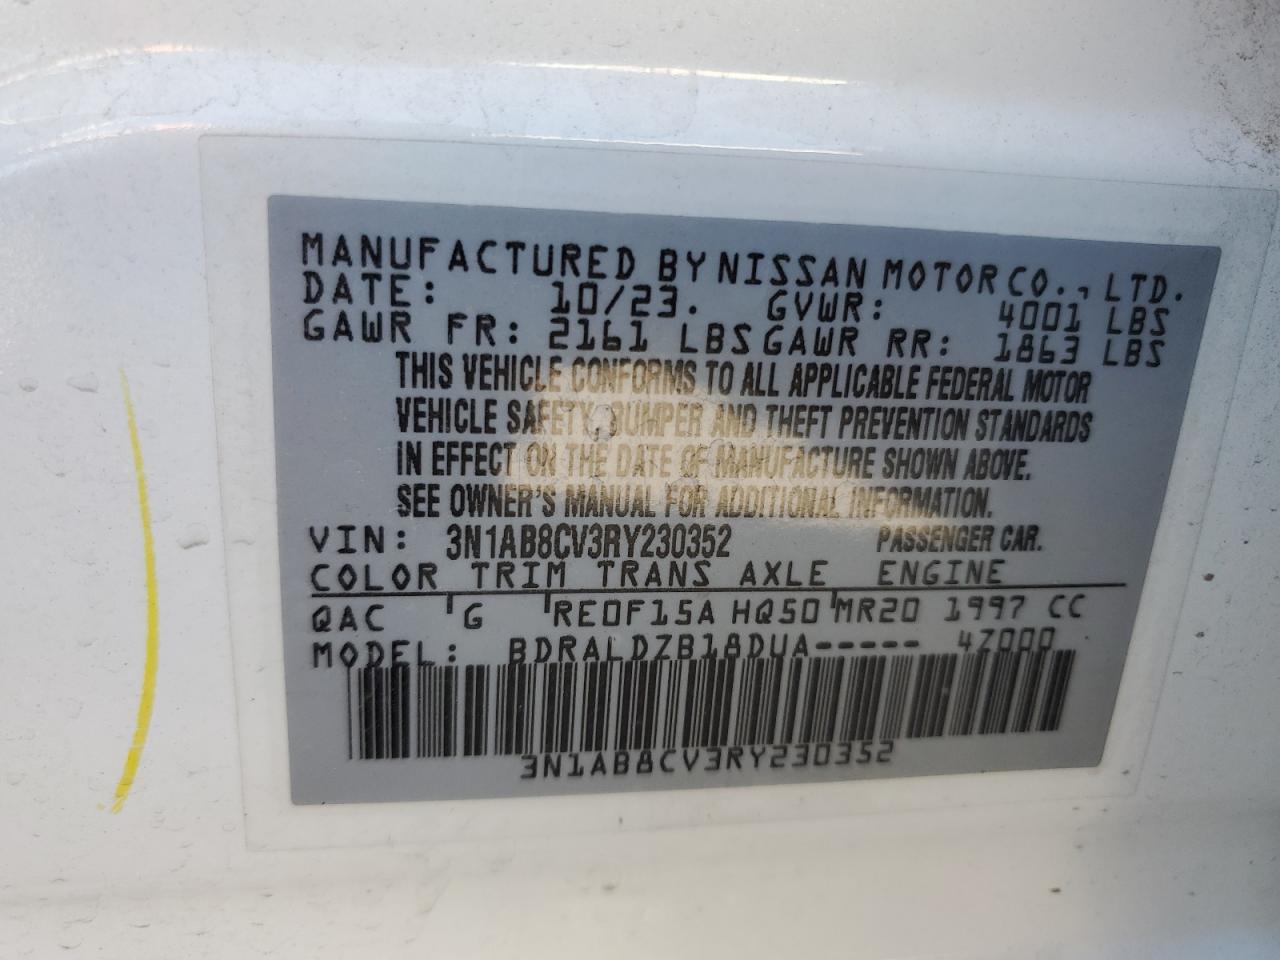 MANUFACTURED BY NISSAN MOTOR CO., LTD.
DATE: 10/23. GVWR: 4001 LBS
GAWR FR: 2161 LBS GAWR RR: 1863 LBS
THIS VEHICLE CONFORMS TO ALL APPLICABLE FEDERAL MOTOR
VEHICLE SAFETY, BUMPER AND THEFT PREVENTION STANDARDS
IN EFFECT ON THE DATE OF MANUFACTURE SHOWN ABOVE.
SEE OWNER'S MANUAL FOR ADDITIONAL INFORMATION.
VIN: 3N1AB8CV3RY230352 PASSENGER CAR.
COLOR TRIM TRANS AXLE ENGINE
QAC G RE0F15A HQ50 MR20 1997 CC
MODEL: BDRALDZB18DUA----- 4Z000
3N1AB8CV3RY230352